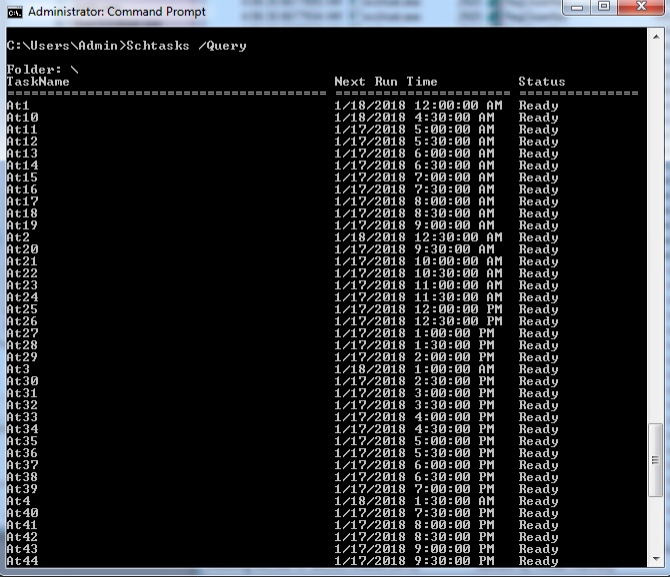 Administrator: Command Prompt
C:\Users\Admin>Schtasks /Query
Folder: \
TaskName Next Run Time Status
======================================== ====================== ===============
At1 1/18/2018 12:00:00 AM Ready
At10 1/18/2018 4:30:00 AM Ready
At11 1/17/2018 5:00:00 AM Ready
At12 1/17/2018 5:30:00 AM Ready
At13 1/17/2018 6:00:00 AM Ready
At14 1/17/2018 6:30:00 AM Ready
At15 1/17/2018 7:00:00 AM Ready
At16 1/17/2018 7:30:00 AM Ready
At17 1/17/2018 8:00:00 AM Ready
At18 1/17/2018 8:30:00 AM Ready
At19 1/17/2018 9:00:00 AM Ready
At2 1/18/2018 12:30:00 AM Ready
At20 1/17/2018 9:30:00 AM Ready
At21 1/17/2018 10:00:00 AM Ready
At22 1/17/2018 10:30:00 AM Ready
At23 1/17/2018 11:00:00 AM Ready
At24 1/17/2018 11:30:00 AM Ready
At25 1/17/2018 12:00:00 PM Ready
At26 1/17/2018 12:30:00 PM Ready
At27 1/17/2018 1:00:00 PM Ready
At28 1/17/2018 1:30:00 PM Ready
At29 1/17/2018 2:00:00 PM Ready
At3 1/18/2018 1:00:00 AM Ready
At30 1/17/2018 2:30:00 PM Ready
At31 1/17/2018 3:00:00 PM Ready
At32 1/17/2018 3:30:00 PM Ready
At33 1/17/2018 4:00:00 PM Ready
At34 1/17/2018 4:30:00 PM Ready
At35 1/17/2018 5:00:00 PM Ready
At36 1/17/2018 5:30:00 PM Ready
At37 1/17/2018 6:00:00 PM Ready
At38 1/17/2018 6:30:00 PM Ready
At39 1/17/2018 7:00:00 PM Ready
At4 1/18/2018 1:30:00 AM Ready
At40 1/17/2018 7:30:00 PM Ready
At41 1/17/2018 8:00:00 PM Ready
At42 1/17/2018 8:30:00 PM Ready
At43 1/17/2018 9:00:00 PM Ready
At44 1/17/2018 9:30:00 PM Ready